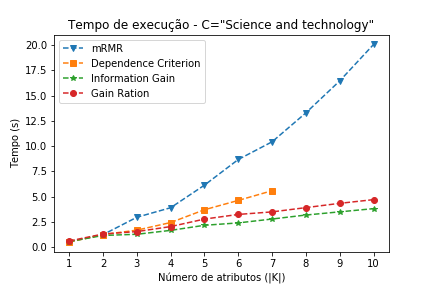 Tempo de execução - C="Science and technology"
mRMR
Dependence Criterion
Information Gain
Gain Ration
20.0
17.5
15.0
12.5
10.0
7.5
5.0
2.5
0.0
Tempo (s)
1 2 3 4 5 6 7 8 9 10
Número de atributos (|K|)